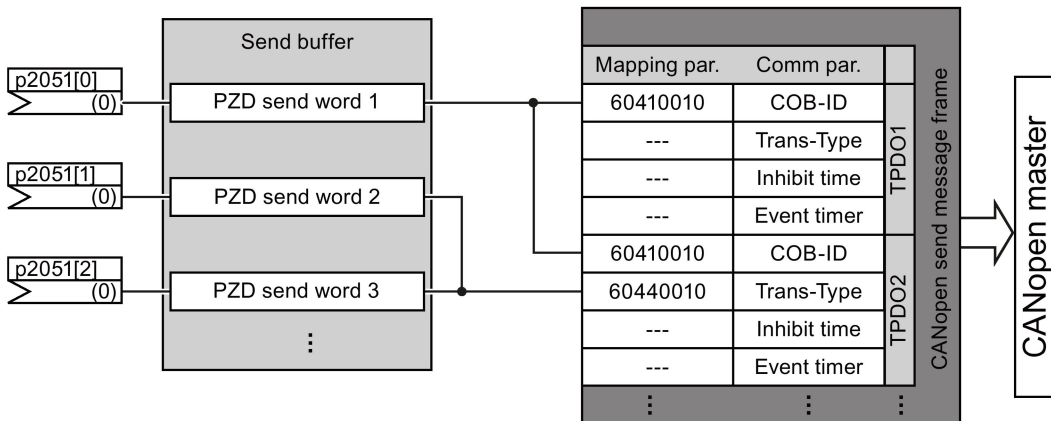 Send buffer
p2051[0]
(0)
PZD send word 1
p2051[1]
(0)
PZD send word 2
p2051[2]
(0)
PZD send word 3
⋮
Mapping par. Comm par.
60410010 COB-ID
--- Trans-Type
--- Inhibit time
--- Event timer
TPDO1
60410010 COB-ID
60440010 Trans-Type
--- Inhibit time
--- Event timer
TPDO2
⋮ ⋮ ⋮
CANopen send message frame
CANopen master